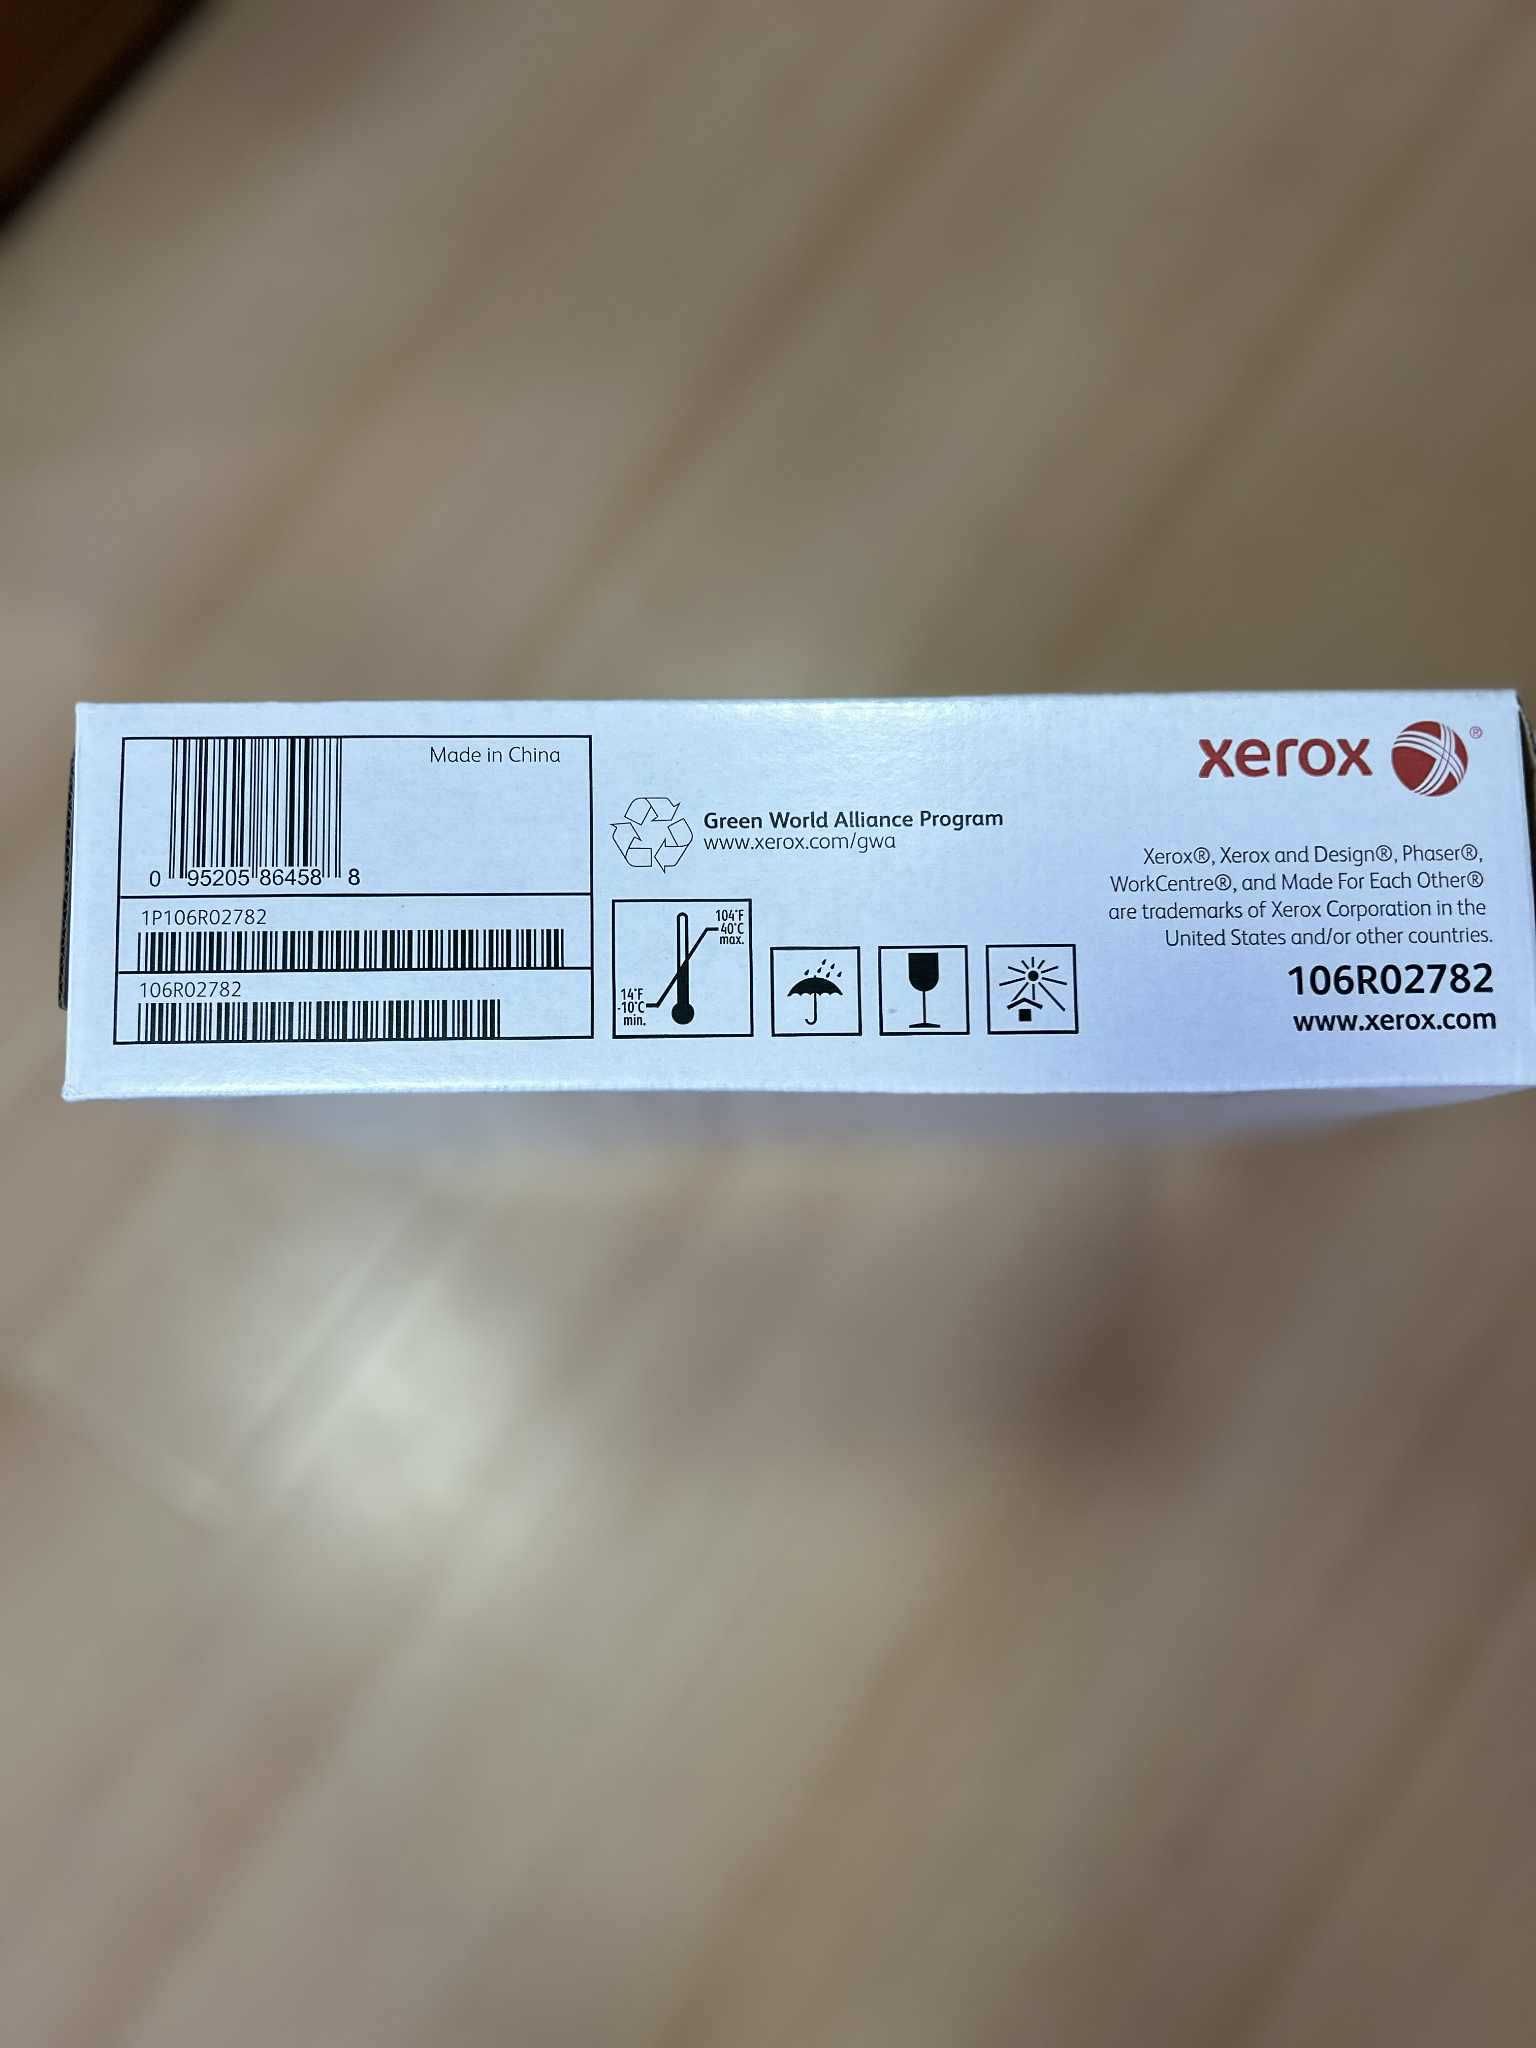 Made in China
0 95205 86458 8
1P106R02782
106R02782
Green World Alliance Program
www.xerox.com/gwa
104°F
40°C
max.
14°F
-10°C
min.
xerox ®
Xerox®, Xerox and Design®, Phaser®,
WorkCentre®, and Made For Each Other®
are trademarks of Xerox Corporation in the
United States and/or other countries.
106R02782
www.xerox.com